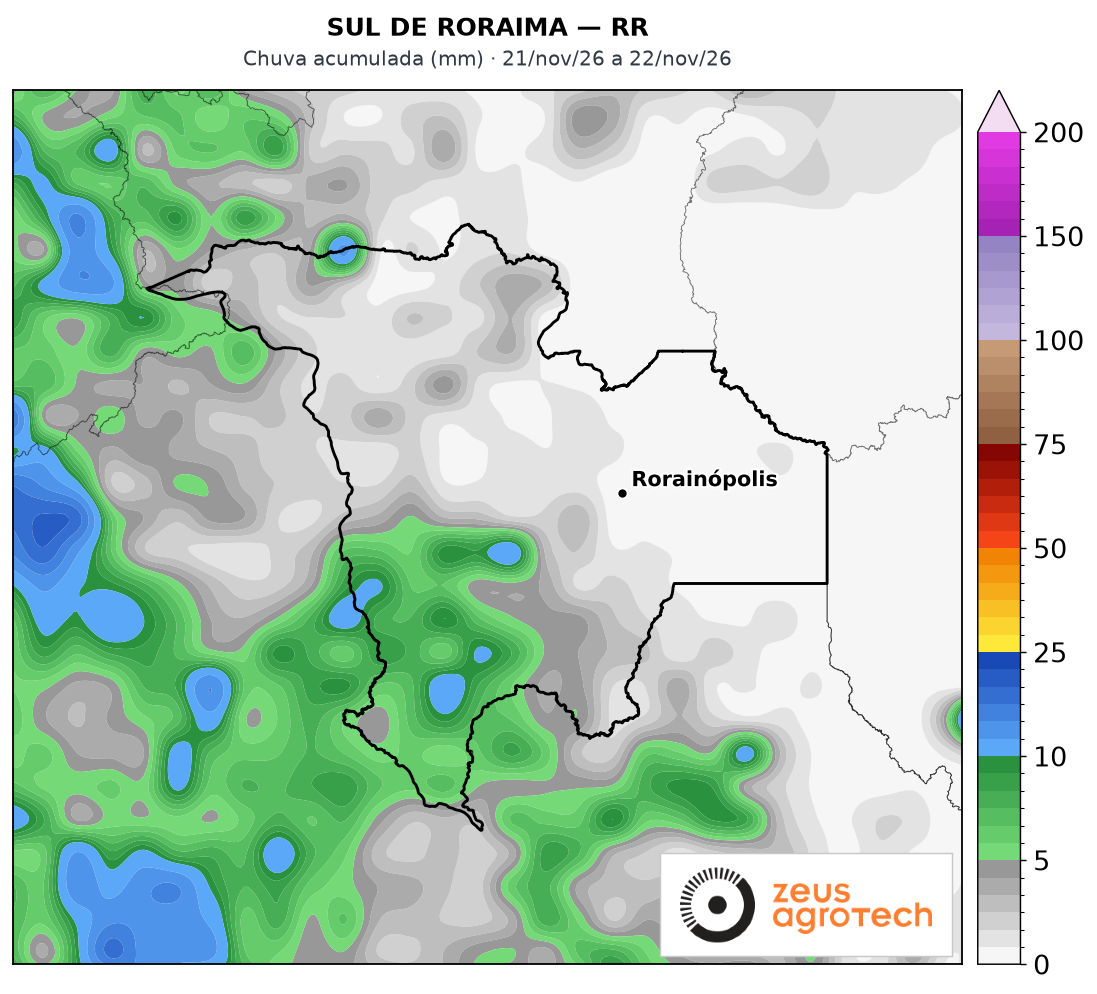 SUL DE RORAIMA — RR
Chuva acumulada (mm) · 21/nov/26 a 22/nov/26
200
150
100
75
50
25
10
5
0
Rorainópolis
zeus
agrotech